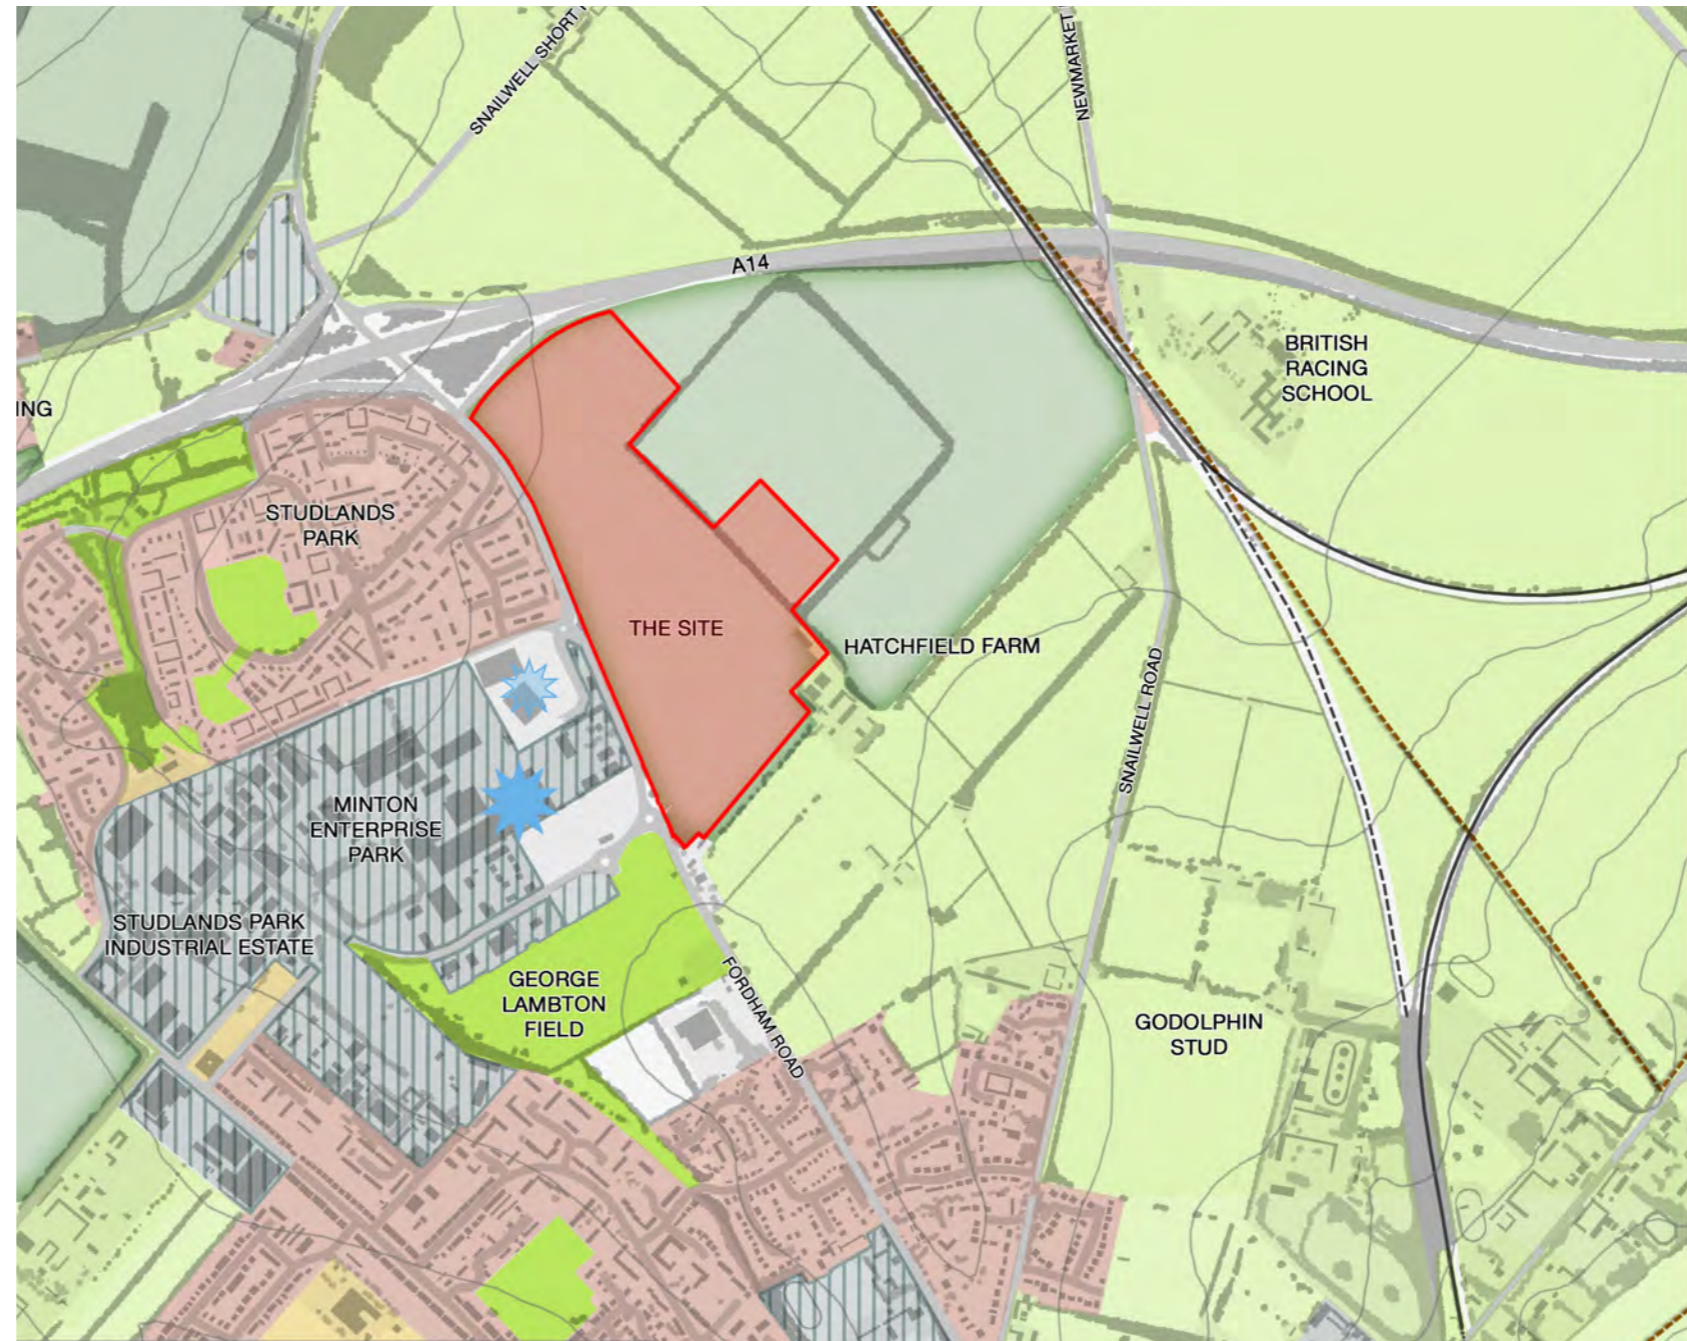 SNAILWELL SHORT
NEWMARKET
A14
BRITISH
RACING
SCHOOL
ING
STUDLANDS
PARK
THE SITE
HATCHFIELD FARM
SNAILWELL ROAD
MINTON
ENTERPRISE
PARK
STUDLANDS PARK
INDUSTRIAL ESTATE
GEORGE
LAMBTON
FIELD
FORDHAM ROAD
GODOLPHIN
STUD